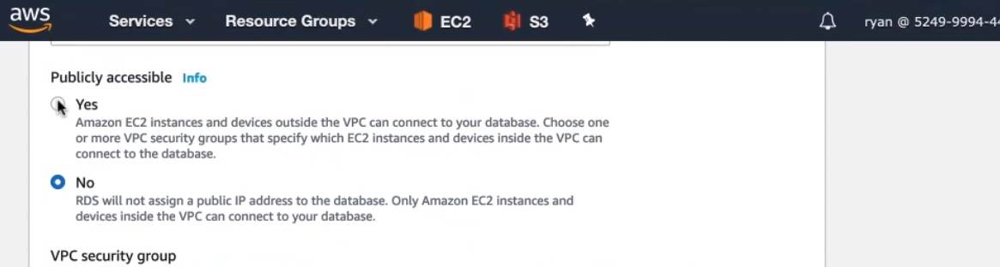 aws Services Resource Groups EC2 S3 ryan @ 5249-9994-4
Publicly accessible Info
Yes
Amazon EC2 instances and devices outside the VPC can connect to your database. Choose one
or more VPC security groups that specify which EC2 instances and devices inside the VPC can
connect to the database.
No
RDS will not assign a public IP address to the database. Only Amazon EC2 instances and
devices inside the VPC can connect to your database.
VPC security group